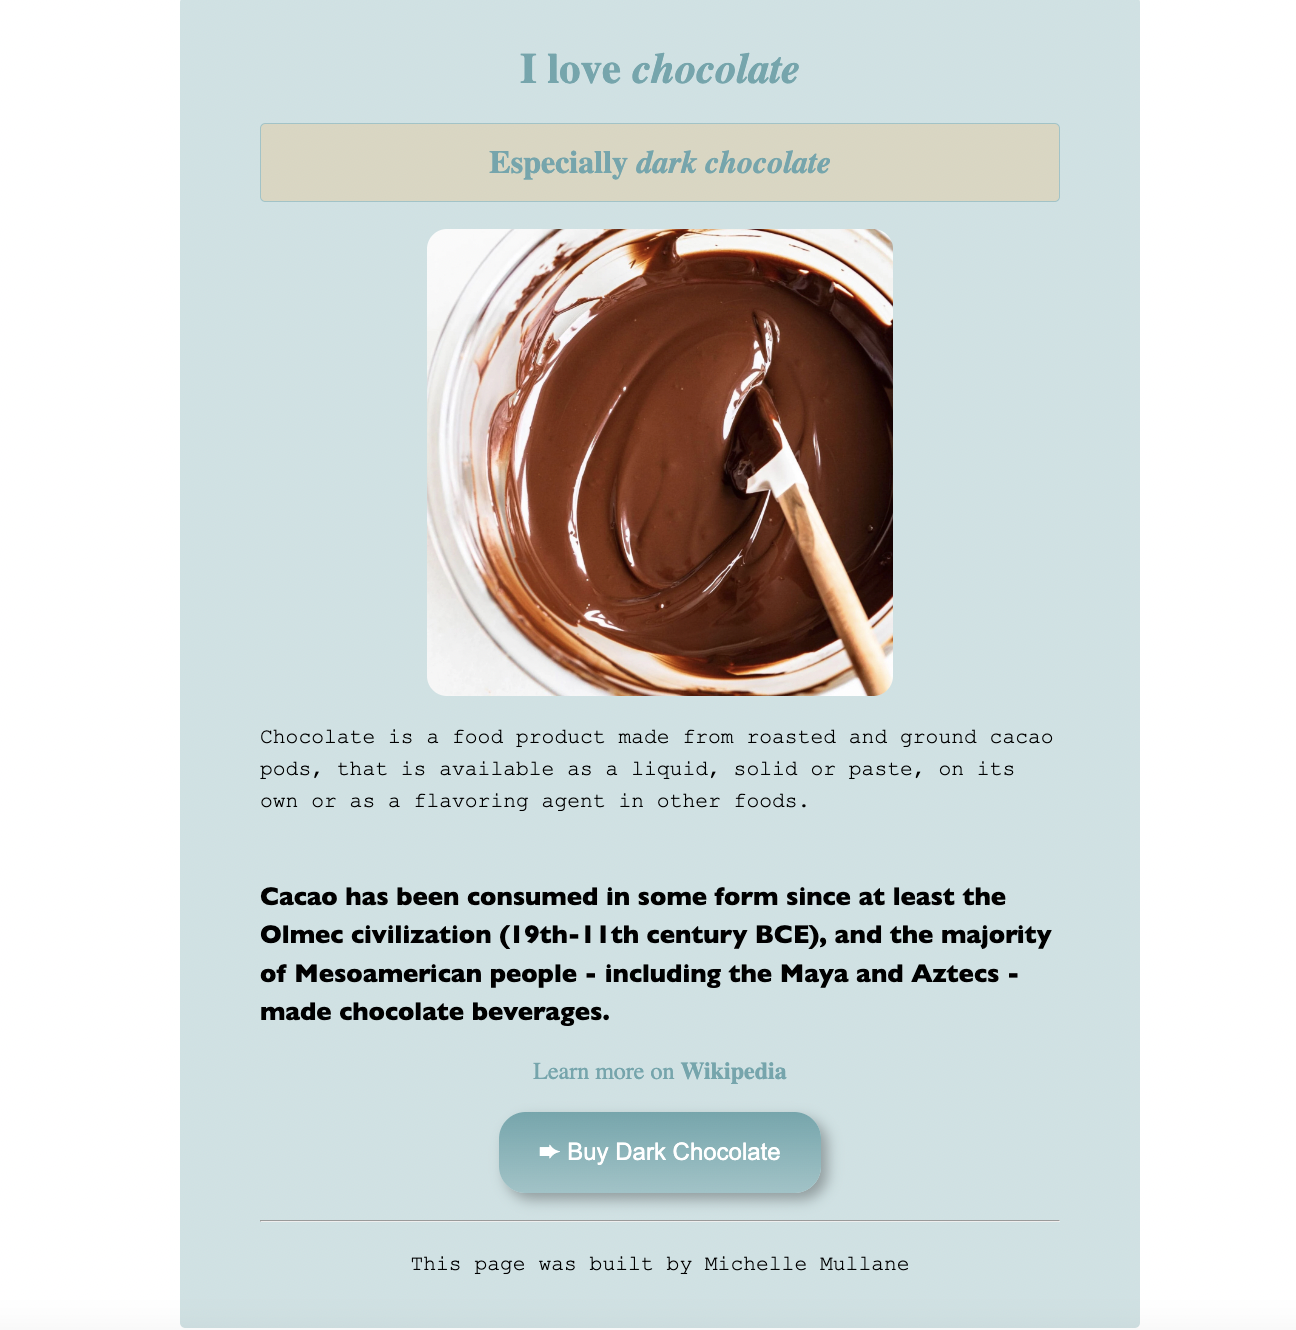 I love chocolate
Especially dark chocolate
Chocolate is a food product made from roasted and ground cacao
pods, that is available as a liquid, solid or paste, on its
own or as a flavoring agent in other foods.
Cacao has been consumed in some form since at least the
Olmec civilization (19th-11th century BCE), and the majority
of Mesoamerican people - including the Maya and Aztecs -
made chocolate beverages.
Learn more on Wikipedia
➨ Buy Dark Chocolate
This page was built by Michelle Mullane